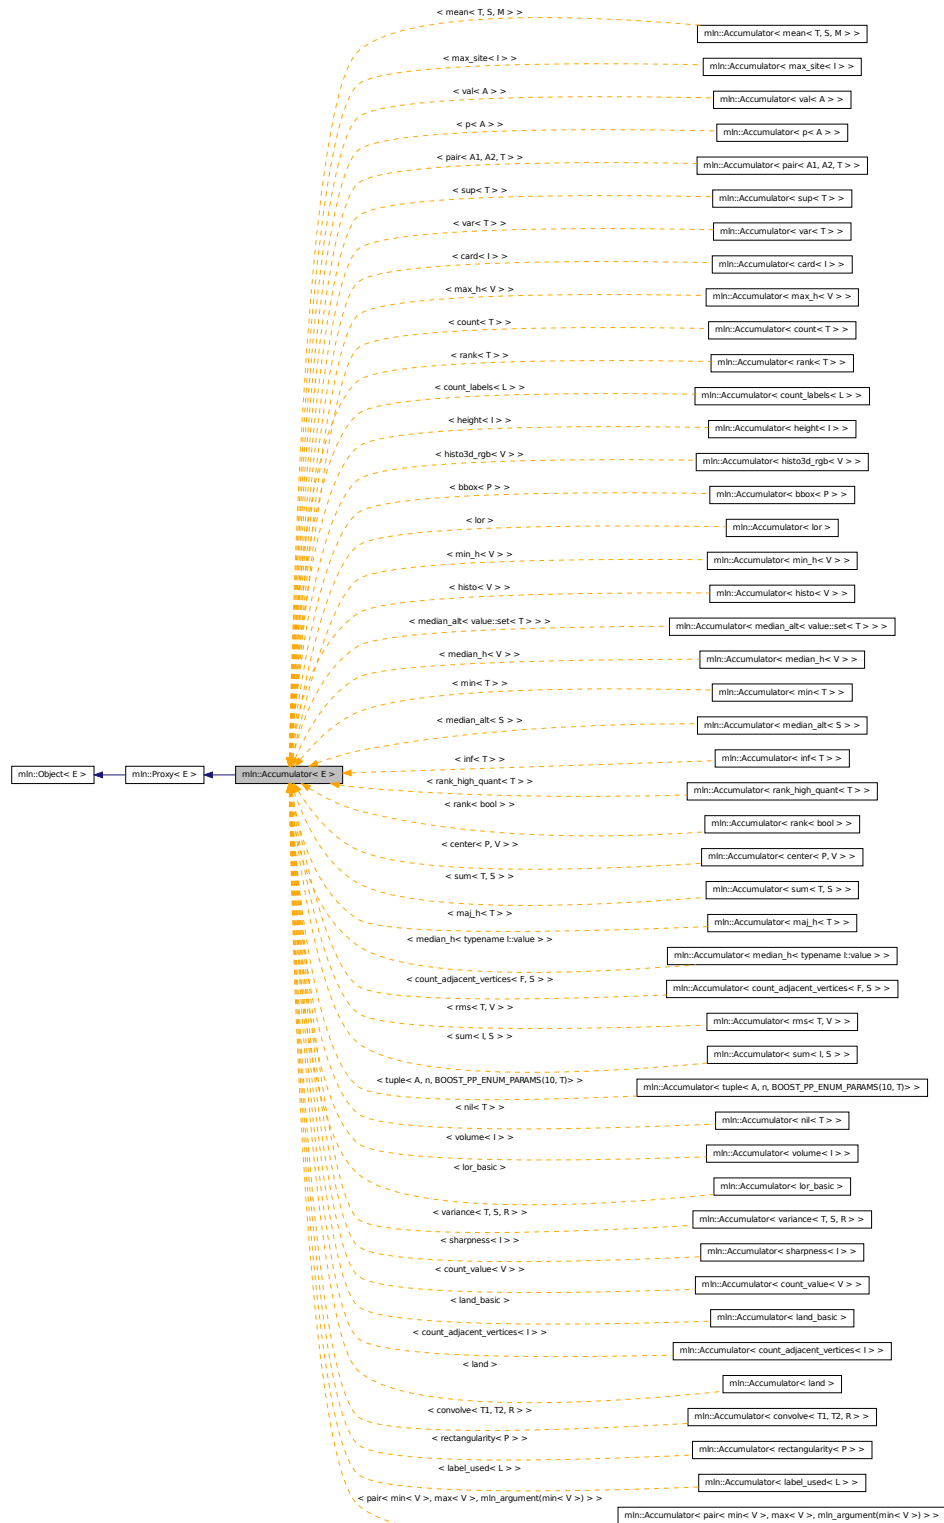 < mean< T, S, M > >
mln::Accumulator< mean< T, S, M > >
< max_site< I > >
mln::Accumulator< max_site< I > >
< val< A > >
mln::Accumulator< val< A > >
< p< A > >
mln::Accumulator< p< A > >
< pair< A1, A2, T > >
mln::Accumulator< pair< A1, A2, T > >
< sup< T > >
mln::Accumulator< sup< T > >
< var< T > >
mln::Accumulator< var< T > >
< card< I > >
mln::Accumulator< card< I > >
< max_h< V > >
mln::Accumulator< max_h< V > >
< count< T > >
mln::Accumulator< count< T > >
< rank< T > >
mln::Accumulator< rank< T > >
< count_labels< L > >
mln::Accumulator< count_labels< L > >
< height< I > >
mln::Accumulator< height< I > >
< histo3d_rgb< V > >
mln::Accumulator< histo3d_rgb< V > >
< bbox< P > >
mln::Accumulator< bbox< P > >
< lor >
mln::Accumulator< lor >
< min_h< V > >
mln::Accumulator< min_h< V > >
< histo< V > >
mln::Accumulator< histo< V > >
< median_alt< value::set< T > > >
mln::Accumulator< median_alt< value::set< T > > >
< median_h< V > >
mln::Accumulator< median_h< V > >
< min< T > >
mln::Accumulator< min< T > >
< median_alt< S > >
mln::Accumulator< median_alt< S > >
< inf< T > >
mln::Accumulator< inf< T > >
mln::Object< E >
mln::Proxy< E >
mln::Accumulator< E >
< rank_high_quant< T > >
mln::Accumulator< rank_high_quant< T > >
< rank< bool > >
mln::Accumulator< rank< bool > >
< center< P, V > >
mln::Accumulator< center< P, V > >
< sum< T, S > >
mln::Accumulator< sum< T, S > >
< maj_h< T > >
mln::Accumulator< maj_h< T > >
< median_h< typename I::value > >
mln::Accumulator< median_h< typename I::value > >
< count_adjacent_vertices< F, S > >
mln::Accumulator< count_adjacent_vertices< F, S > >
< rms< T, V > >
mln::Accumulator< rms< T, V > >
< sum< I, S > >
mln::Accumulator< sum< I, S > >
< tuple< A, n, BOOST_PP_ENUM_PARAMS(10, T)> >
mln::Accumulator< tuple< A, n, BOOST_PP_ENUM_PARAMS(10, T)> >
< nil< T > >
mln::Accumulator< nil< T > >
< volume< I > >
mln::Accumulator< volume< I > >
< lor_basic >
mln::Accumulator< lor_basic >
< variance< T, S, R > >
mln::Accumulator< variance< T, S, R > >
< sharpness< I > >
mln::Accumulator< sharpness< I > >
< count_value< V > >
mln::Accumulator< count_value< V > >
< land_basic >
mln::Accumulator< land_basic >
< count_adjacent_vertices< I > >
mln::Accumulator< count_adjacent_vertices< I > >
< land >
mln::Accumulator< land >
< convolve< T1, T2, R > >
mln::Accumulator< convolve< T1, T2, R > >
< rectangularity< P > >
mln::Accumulator< rectangularity< P > >
< label_used< L > >
mln::Accumulator< label_used< L > >
< pair< min< V >, max< V >, mln_argument(min< V >) > >
mln::Accumulator< pair< min< V >, max< V >, mln_argument(min< V >) > >